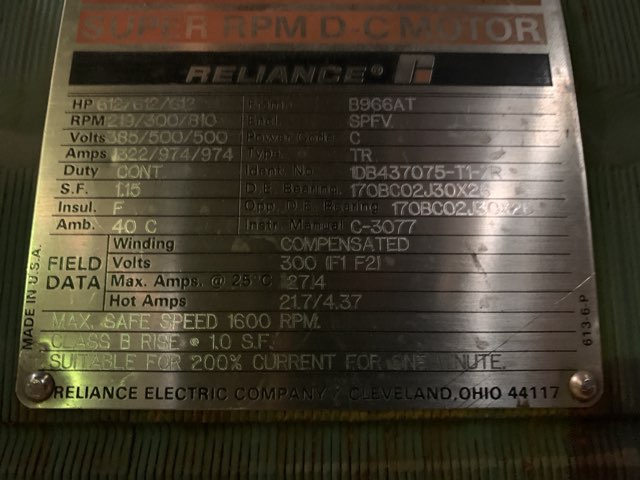 SUPER RPM D-C MOTOR
RELIANCE®
HP 612/612/612 Frame B966AT
RPM 219/300/810 Encl. SPFV
Volts 385/500/500 Power Code C
Amps 1322/974/974 Type TR
Duty CONT. Ident. No. 1DB437075-T1-
S.F. 1.15 D.E. Bearing 170BC02J30X26
Insul. F Opp. D.E. Bearing 170BC02J30X26
Amb. 40 C Instr. Manual C-3077
FIELD DATA
Winding COMPENSATED
Volts 300 (F1 F2)
Max. Amps. @ 25°C 27.4
Hot Amps 21.7/4.37
MAX. SAFE SPEED 1600 RPM.
CLASS B RISE @ 1.0 S.F.
SUITABLE FOR 200% CURRENT FOR ONE MINUTE.
RELIANCE ELECTRIC COMPANY / CLEVELAND, OHIO 44117
MADE IN U.S.A.
613-6-P